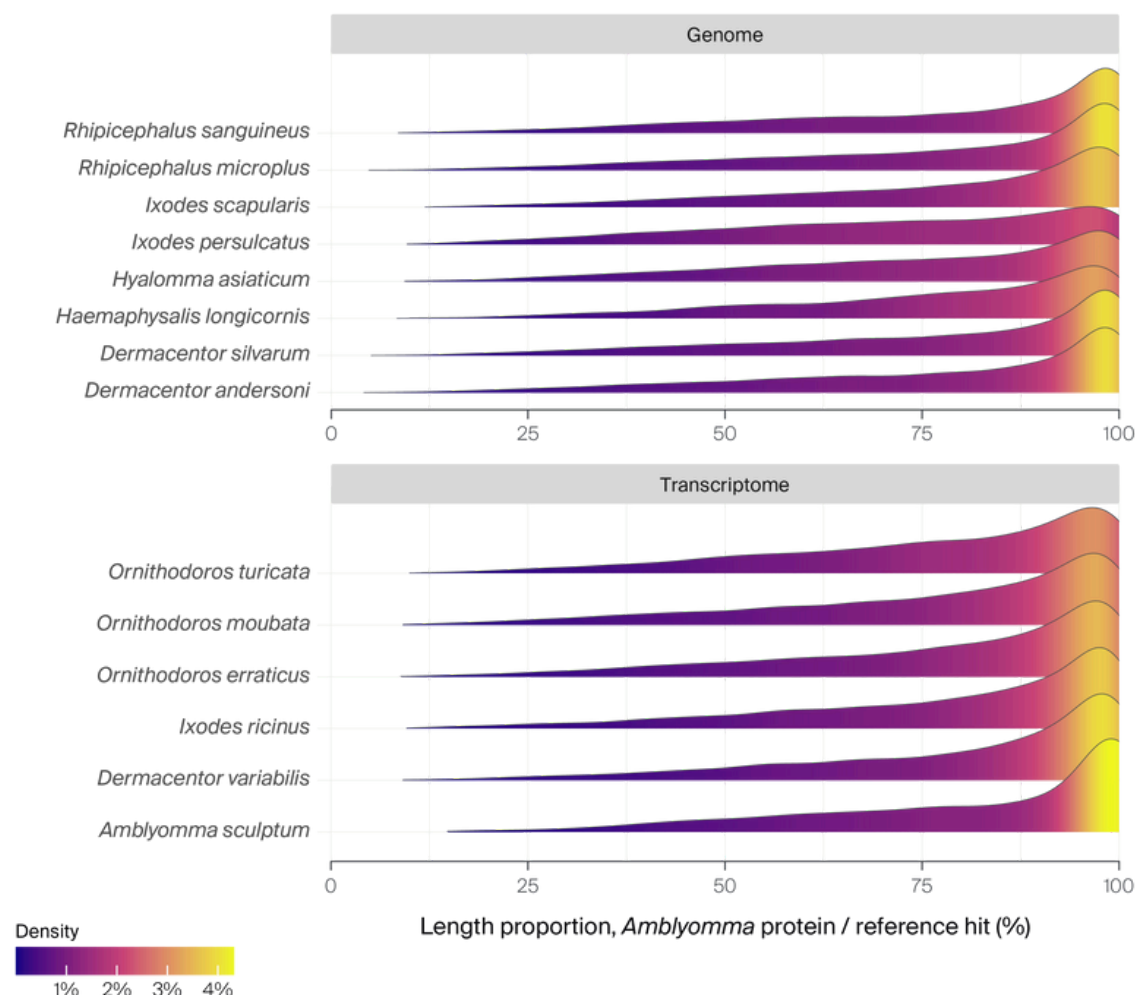 Genome
Rhipicephalus sanguineus
Rhipicephalus microplus
Ixodes scapularis
Ixodes persulcatus
Hyalomma asiaticum
Haemaphysalis longicornis
Dermacentor silvarum
Dermacentor andersoni
0 25 50 75 100
Transcriptome
Ornithodoros turicata
Ornithodoros moubata
Ornithodoros erraticus
Ixodes ricinus
Dermacentor variabilis
Amblyomma sculptum
0 25 50 75 100
Length proportion, Amblyomma protein / reference hit (%)
Density
1% 2% 3% 4%